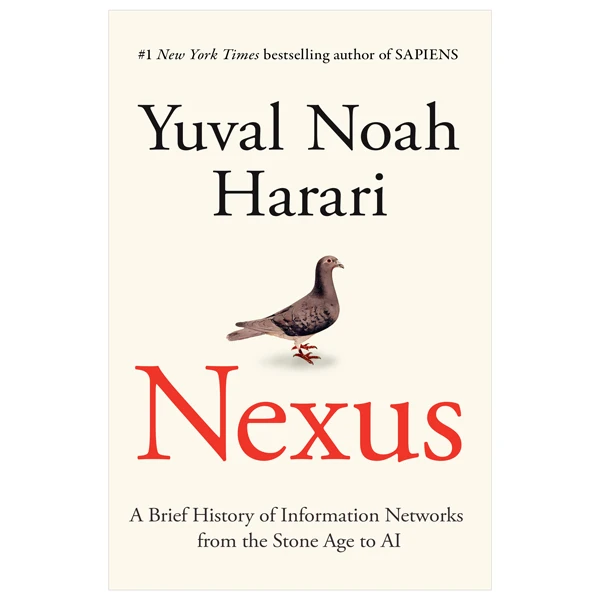 #1 New York Times bestselling author of SAPIENS
Yuval Noah
Harari
Nexus
A Brief History of Information Networks
from the Stone Age to AI